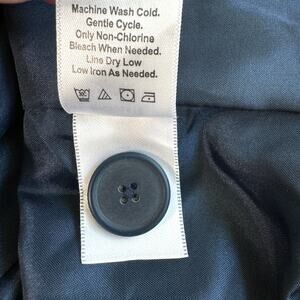 Machine Wash Cold.
Gentle Cycle.
Only Non-Chlorine
Bleach When Needed.
Line Dry Low
Low Iron As Needed.